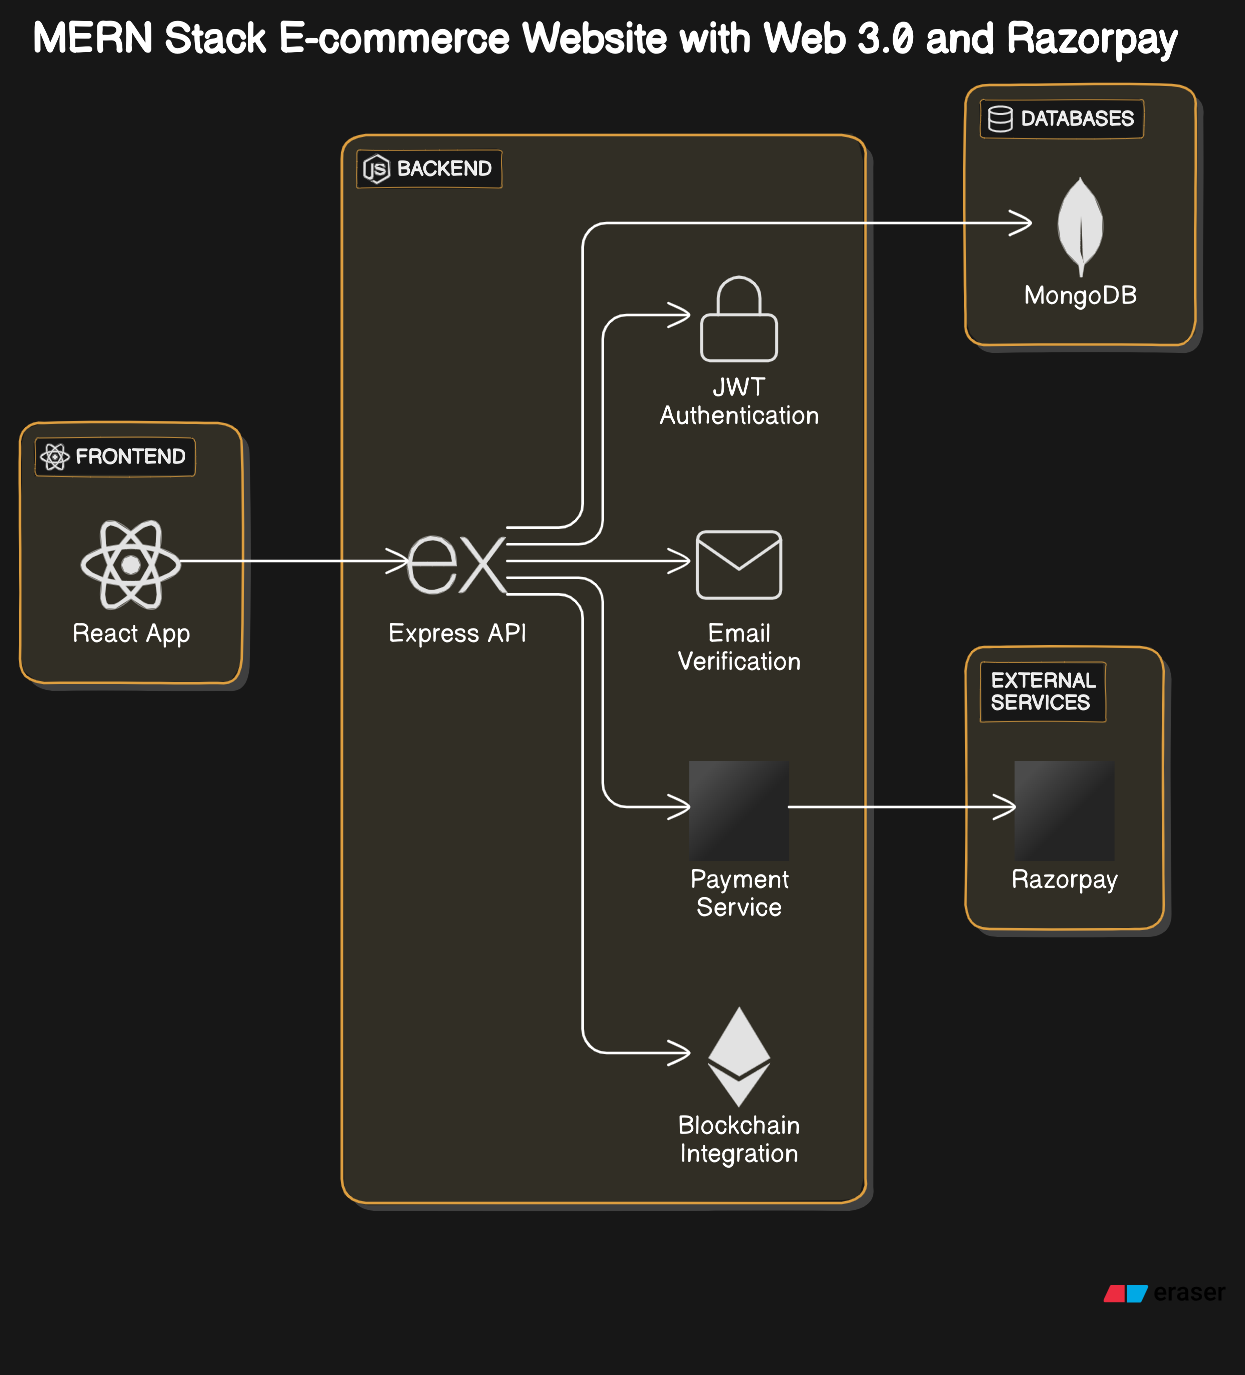 MERN Stack E-commerce Website with Web 3.0 and Razorpay
DATABASES
MongoDB
JS BACKEND
JWT
Authentication
FRONTEND
React App
ex
Express API
Email
Verification
EXTERNAL
SERVICES
Payment
Service
Razorpay
Blockchain
Integration
eraser